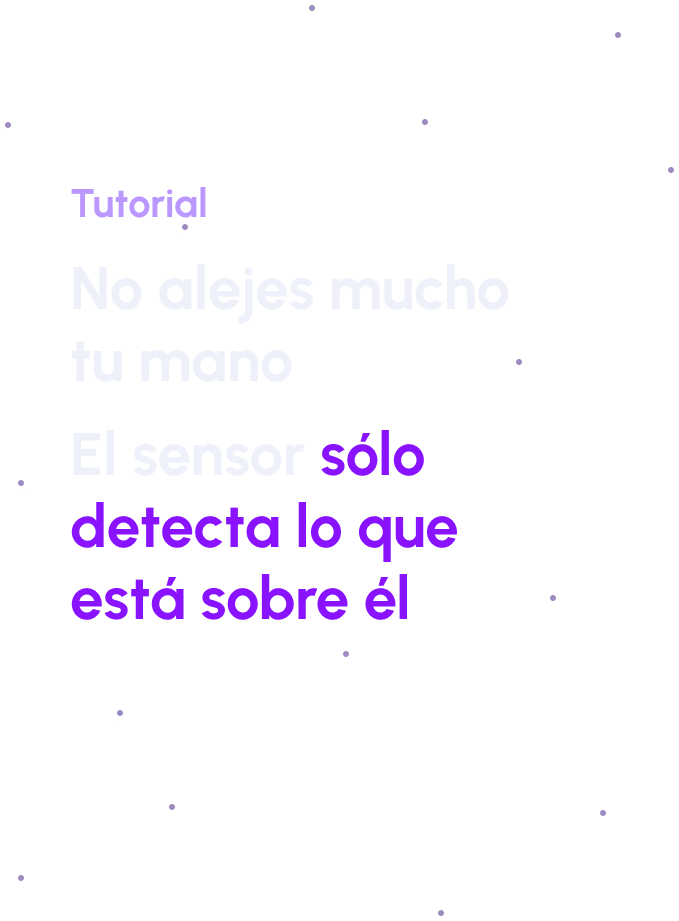 Tutorial
No alejes mucho
tu mano
El sensor sólo
detecta lo que
está sobre él